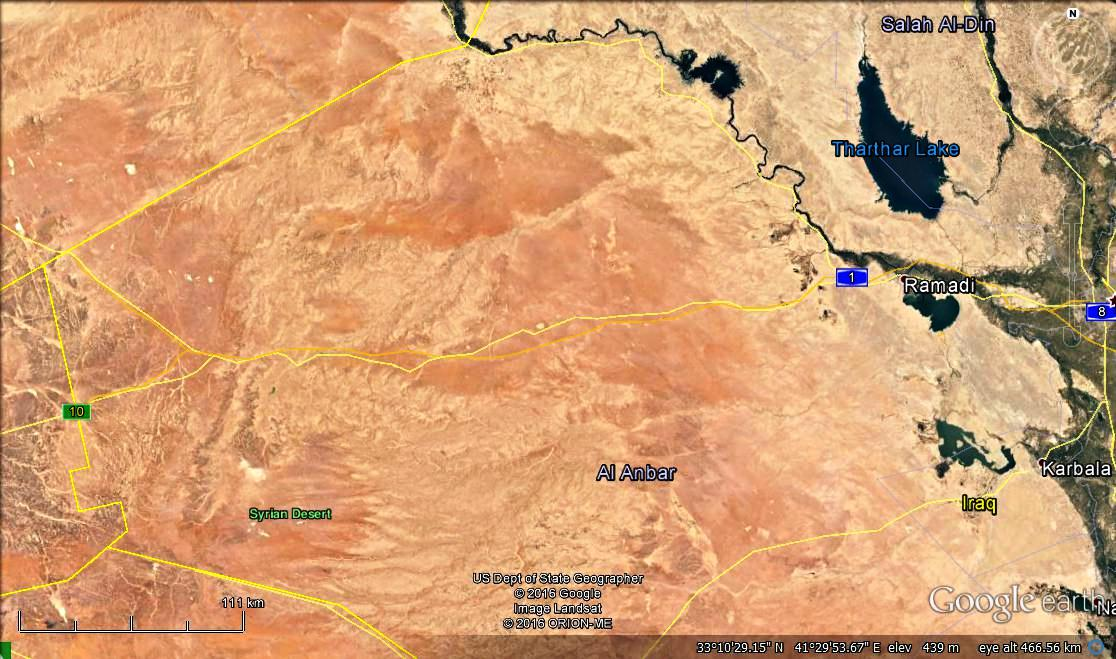 N
Salah Al-Din
Tharthar Lake
1
Ramadi
8
10
Al Anbar
Karbala
Iraq
Syrian Desert
US Dept of State Geographer
© 2016 Google
Image Landsat
© 2016 ORION-ME
111 km
Google earth
Na
33°10'29.15" N 41°29'53.67" E elev 439 m eye alt 466.56 km